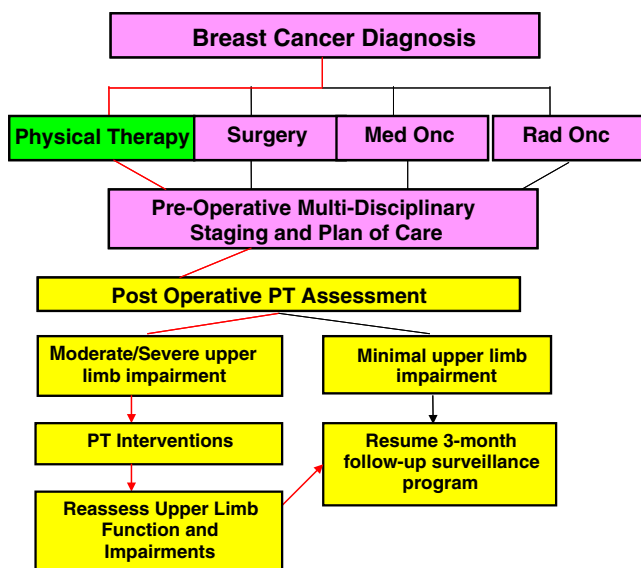 Breast Cancer Diagnosis
Physical Therapy
Surgery
Med Onc
Rad Onc
Pre-Operative Multi-Disciplinary
Staging and Plan of Care
Post Operative PT Assessment
Moderate/Severe upper
limb impairment
Minimal upper limb
impairment
PT Interventions
Resume 3-month
follow-up surveillance
program
Reassess Upper Limb
Function and
Impairments